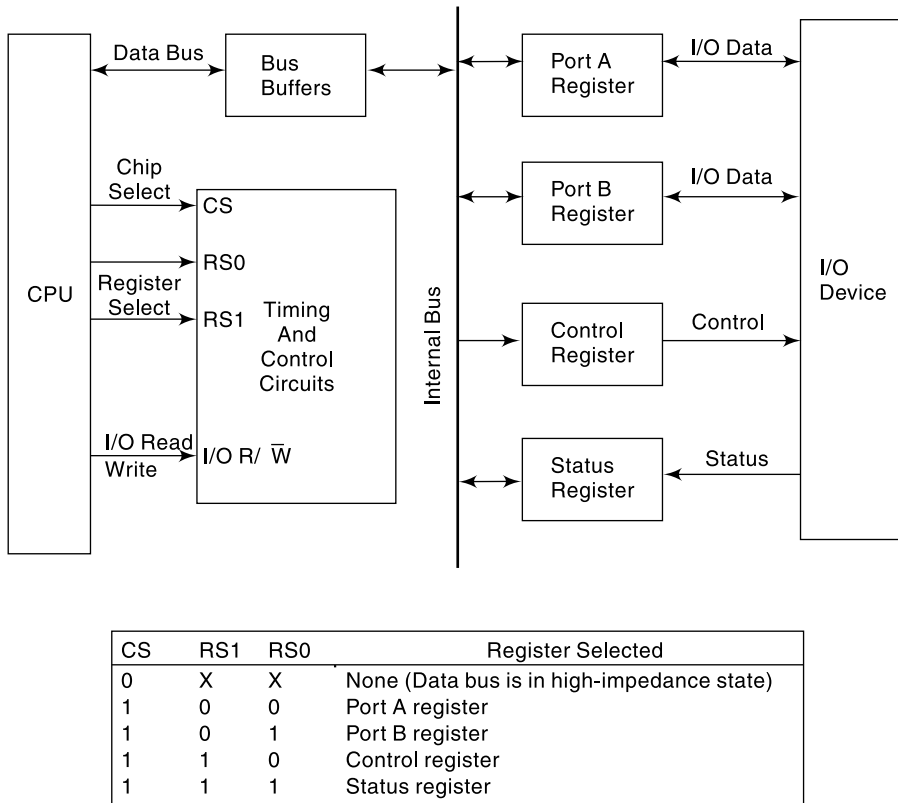 Data Bus
Bus
Buffers
Port A
Register
I/O Data
Chip
Select
CS
Port B
Register
I/O Data
CPU
RS0
Register
Select
RS1
Timing
And
Control
Circuits
Internal Bus
Control
Register
Control
I/O
Device
I/O Read
Write
I/O R/ W̅
Status
Register
Status
CS RS1 RS0 Register Selected
0 X X None (Data bus is in high-impedance state)
1 0 0 Port A register
1 0 1 Port B register
1 1 0 Control register
1 1 1 Status register